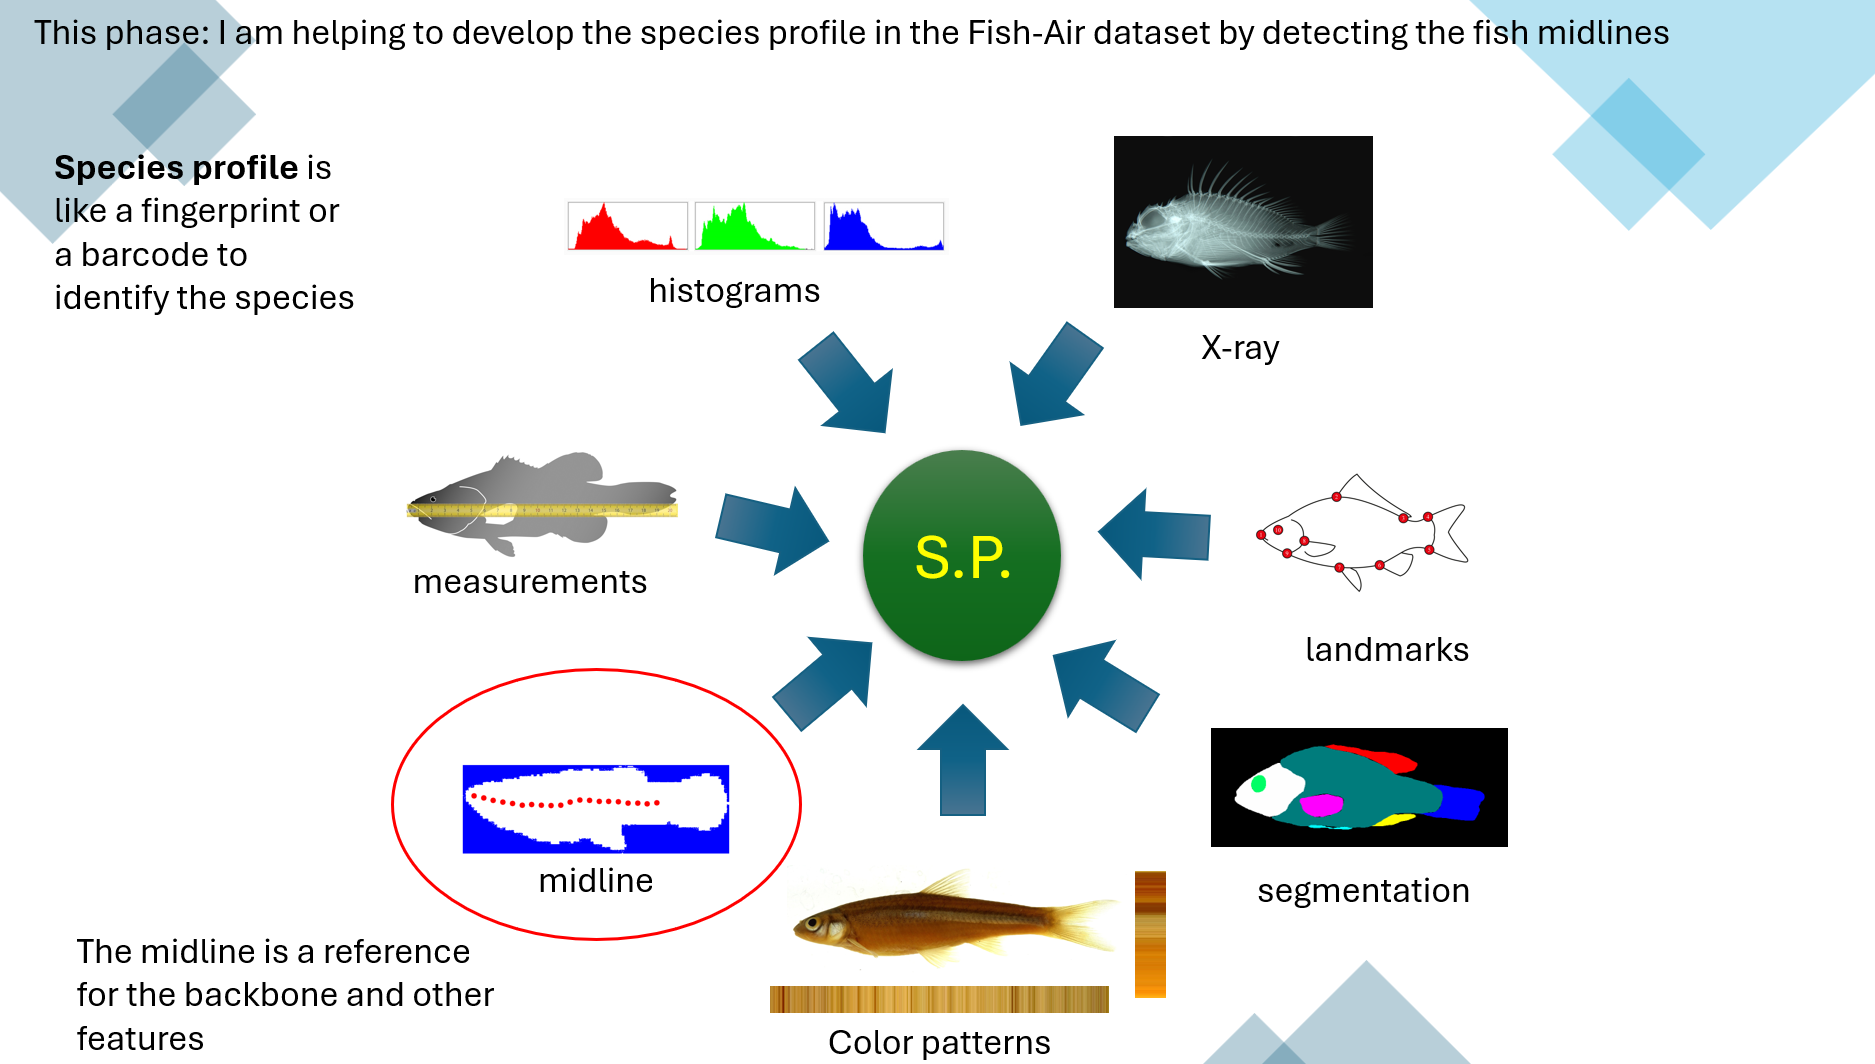 This phase: I am helping to develop the species profile in the Fish-Air dataset by detecting the fish midlines
Species profile is
like a fingerprint or
a barcode to
identify the species
histograms
X-ray
measurements
S.P.
landmarks
midline
segmentation
The midline is a reference
for the backbone and other
features
Color patterns